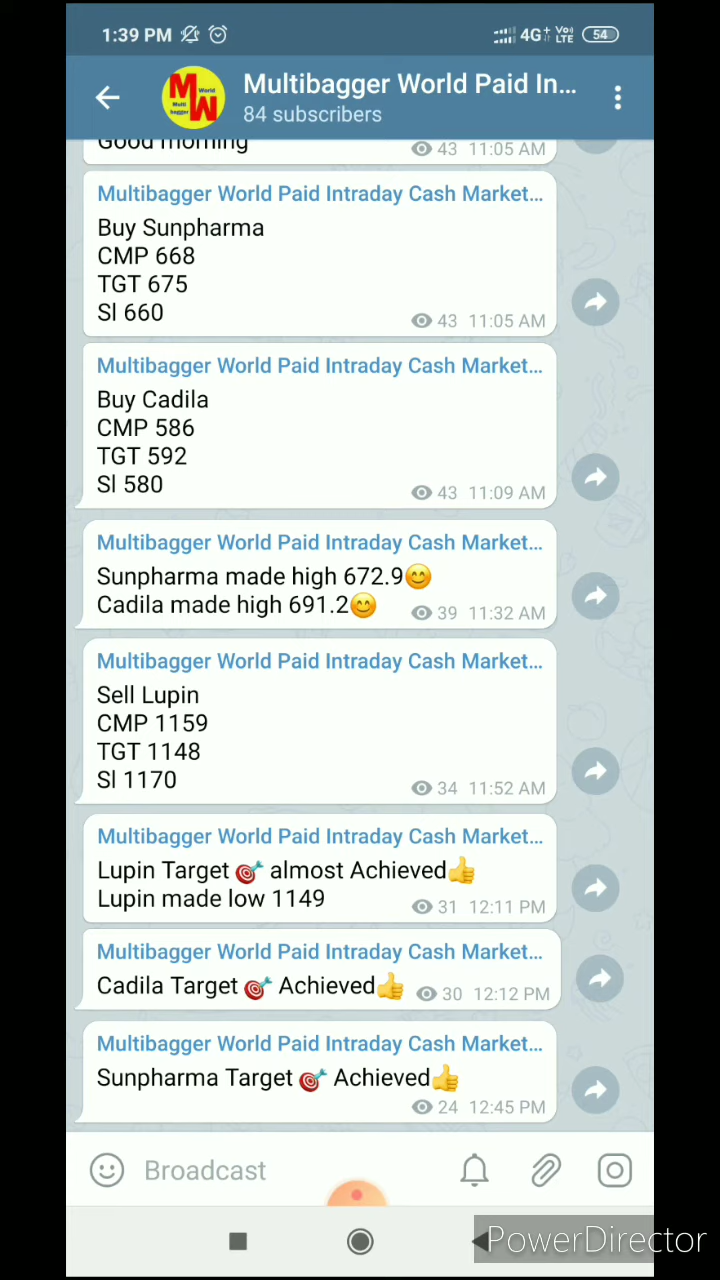 1:39 PM
4G+ Vo) LTE 54
M World
Multi bagger W
Multibagger World Paid In...
84 subscribers
Good morning
43 11:05 AM
Multibagger World Paid Intraday Cash Market...
Buy Sunpharma
CMP 668
TGT 675
Sl 660
43 11:05 AM
Multibagger World Paid Intraday Cash Market...
Buy Cadila
CMP 586
TGT 592
Sl 580
43 11:09 AM
Multibagger World Paid Intraday Cash Market...
Sunpharma made high 672.9😊
Cadila made high 691.2😊 39 11:32 AM
Multibagger World Paid Intraday Cash Market...
Sell Lupin
CMP 1159
TGT 1148
Sl 1170
34 11:52 AM
Multibagger World Paid Intraday Cash Market...
Lupin Target 🎯 almost Achieved👍
Lupin made low 1149 31 12:11 PM
Multibagger World Paid Intraday Cash Market...
Cadila Target 🎯 Achieved👍 30 12:12 PM
Multibagger World Paid Intraday Cash Market...
Sunpharma Target 🎯 Achieved👍
24 12:45 PM
Broadcast
PowerDirector